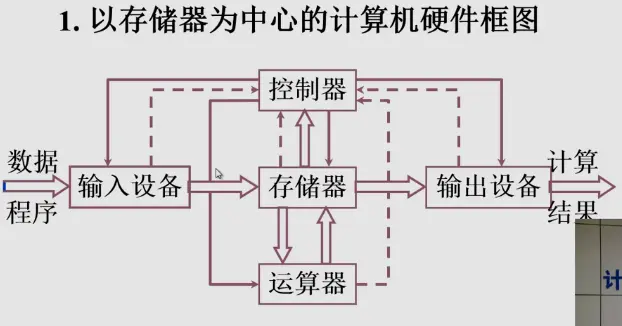 1. 以存储器为中心的计算机硬件框图
控制器
数据
程序
输入设备
存储器
输出设备
计算
结果
运算器
计